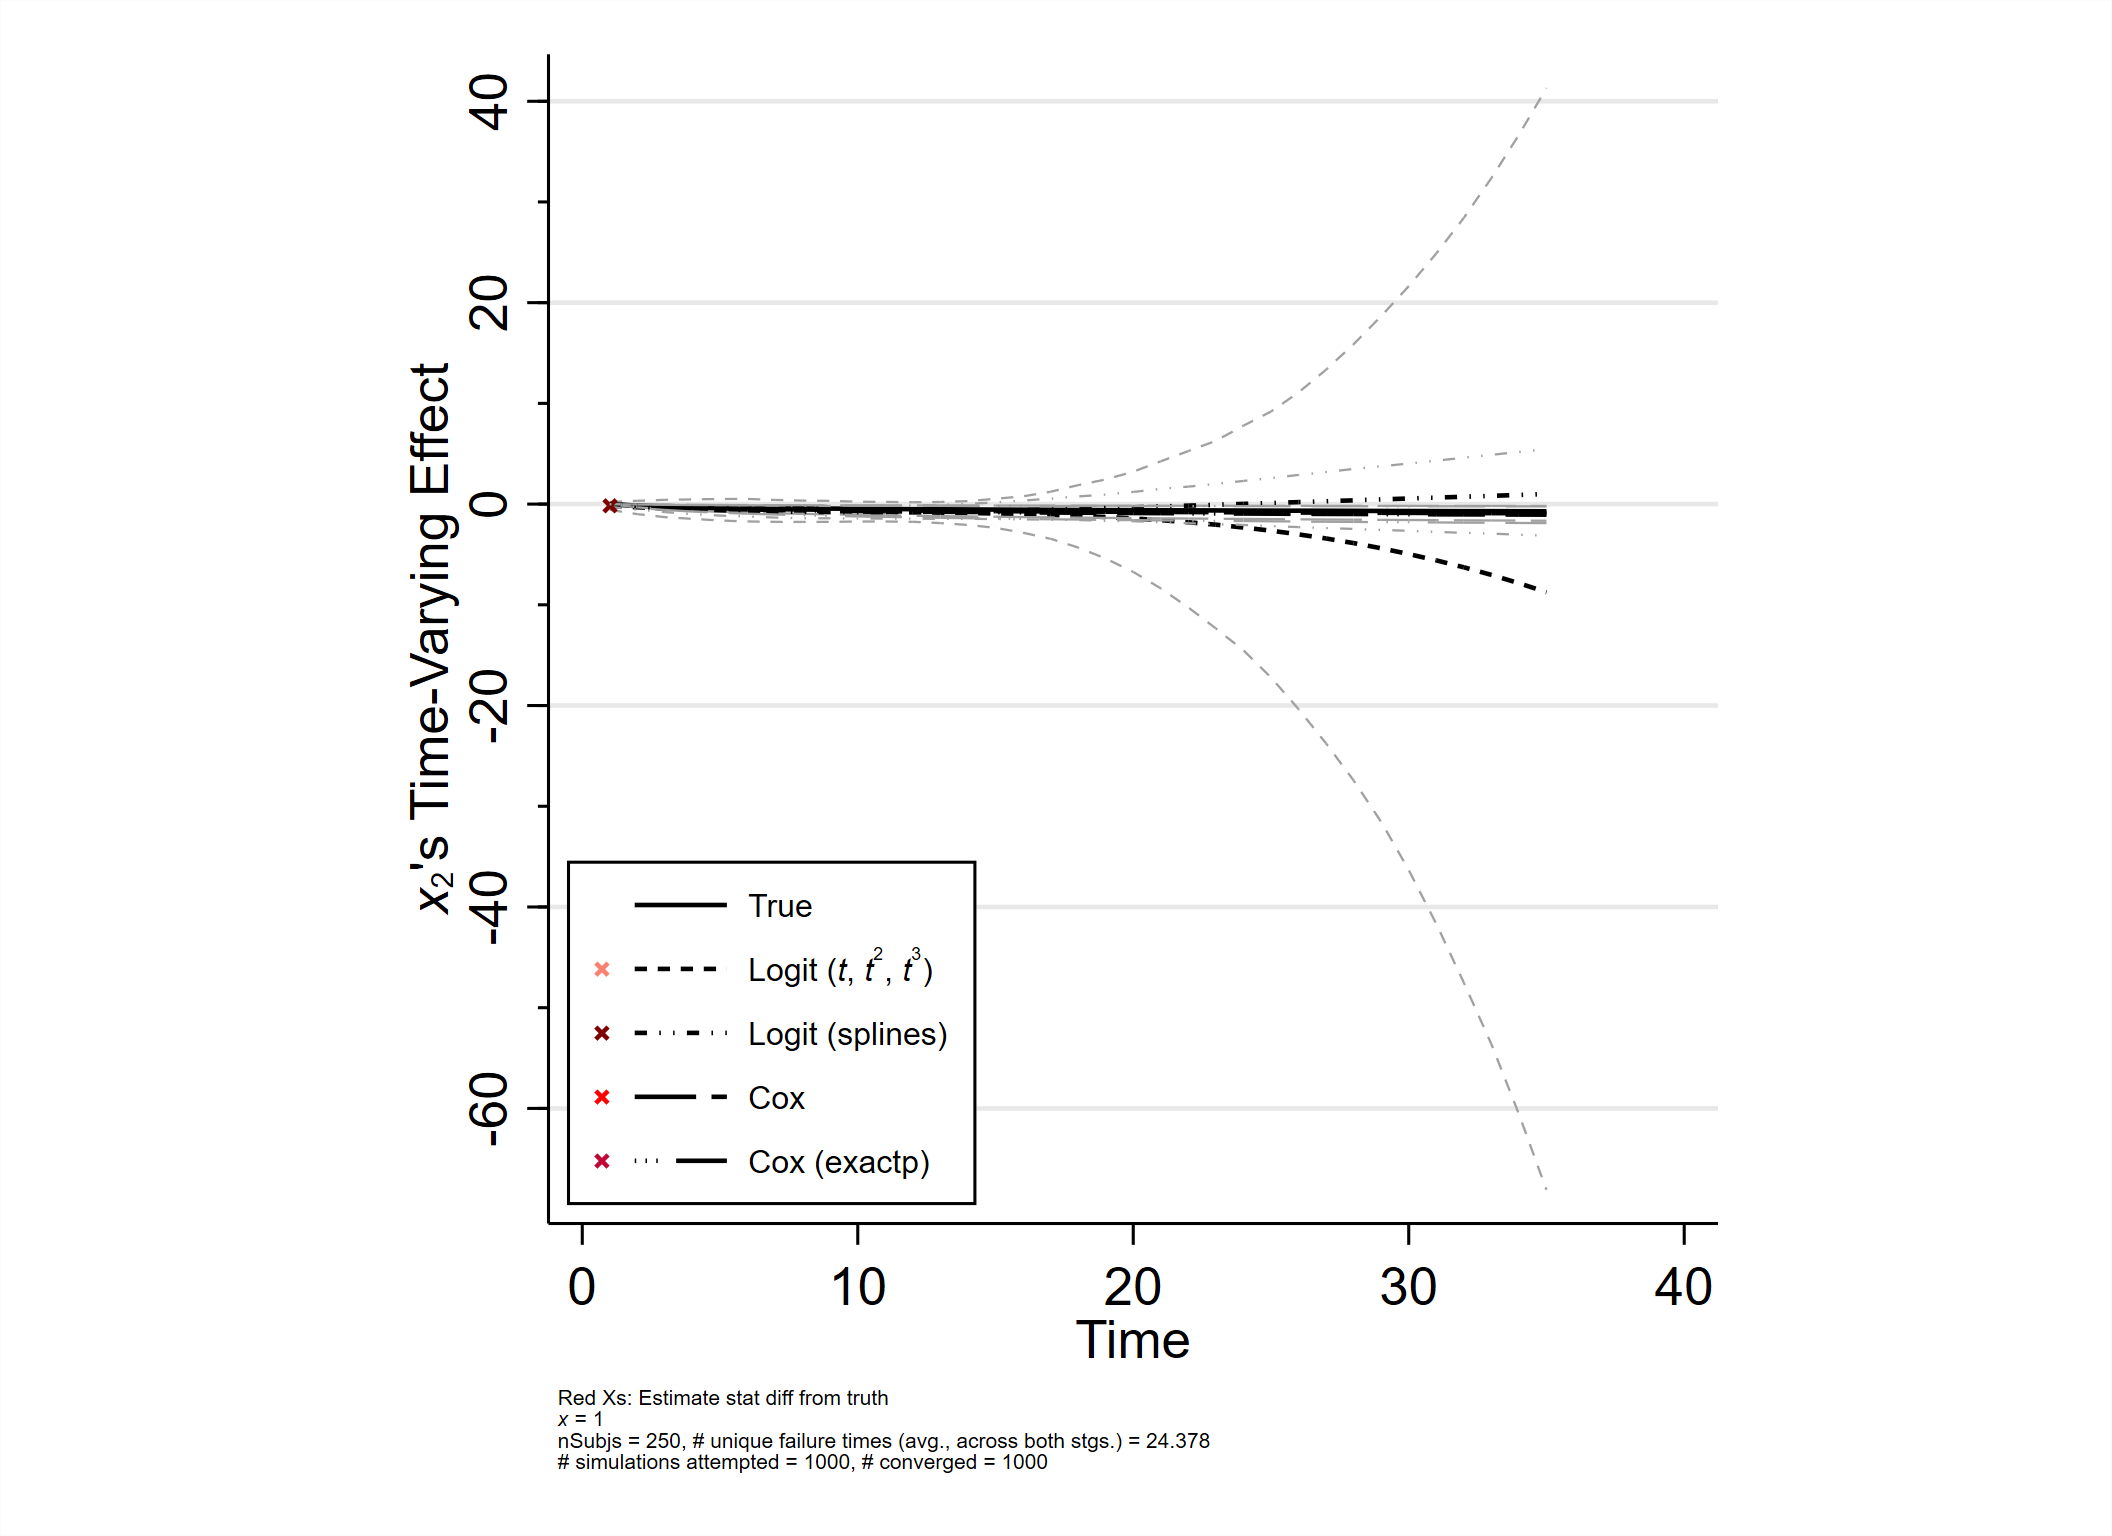 40
20
0
-20
-40
-60
x₂'s Time-Varying Effect
True
Logit (t, t², t³)
Logit (splines)
Cox
Cox (exactp)
0 10 20 30 40
Time
Red Xs: Estimate stat diff from truth
x = 1
nSubjs = 250, # unique failure times (avg., across both stgs.) = 24.378
# simulations attempted = 1000, # converged = 1000